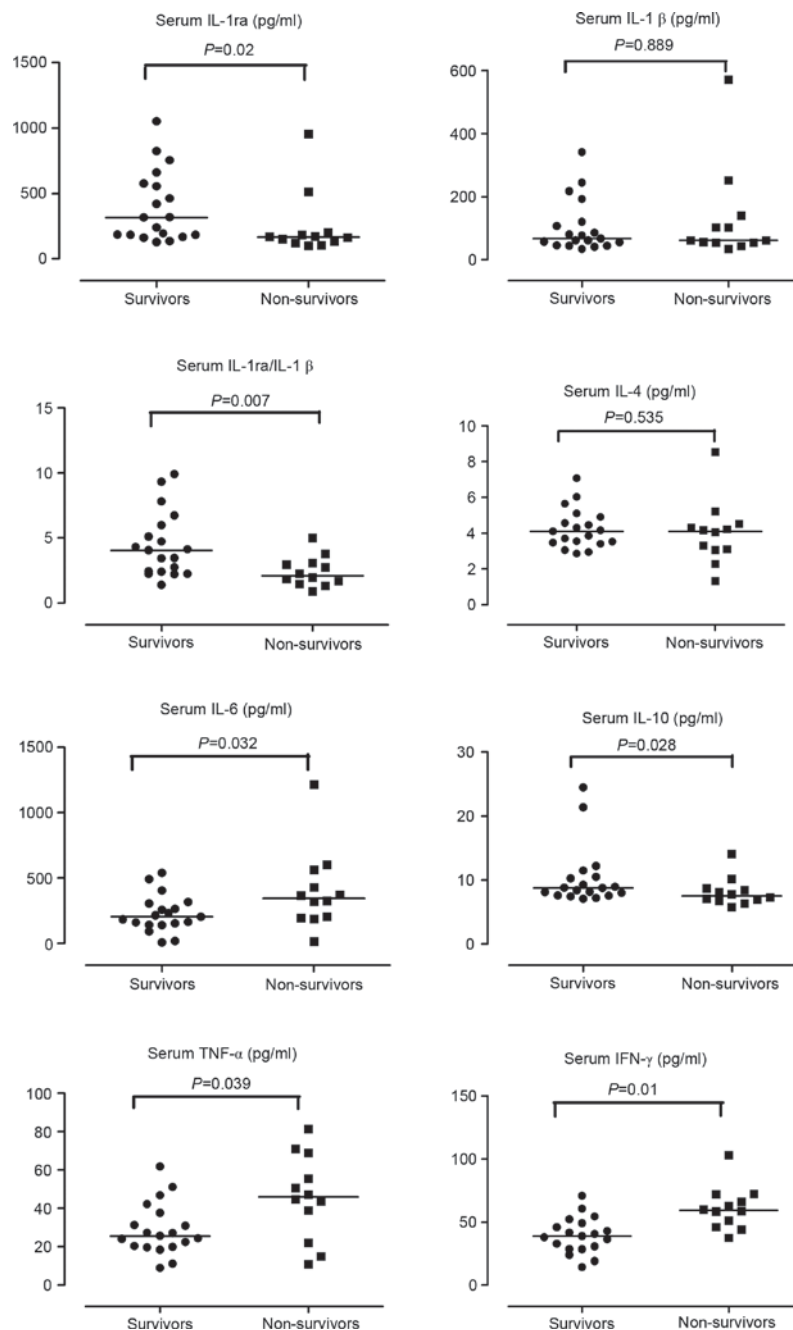 Serum IL-1ra (pg/ml)
P=0.02
1500
1000
500
0
Survivors Non-survivors
Serum IL-1 β (pg/ml)
P=0.889
600
400
200
0
Survivors Non-survivors
Serum IL-1ra/IL-1 β
P=0.007
15
10
5
0
Survivors Non-survivors
Serum IL-4 (pg/ml)
P=0.535
10
8
6
4
2
0
Survivors Non-survivors
Serum IL-6 (pg/ml)
P=0.032
1500
1000
500
0
Survivors Non-survivors
Serum IL-10 (pg/ml)
P=0.028
30
20
10
0
Survivors Non-survivors
Serum TNF-α (pg/ml)
P=0.039
100
80
60
40
20
0
Survivors Non-survivors
Serum IFN-γ (pg/ml)
P=0.01
150
100
50
0
Survivors Non-survivors